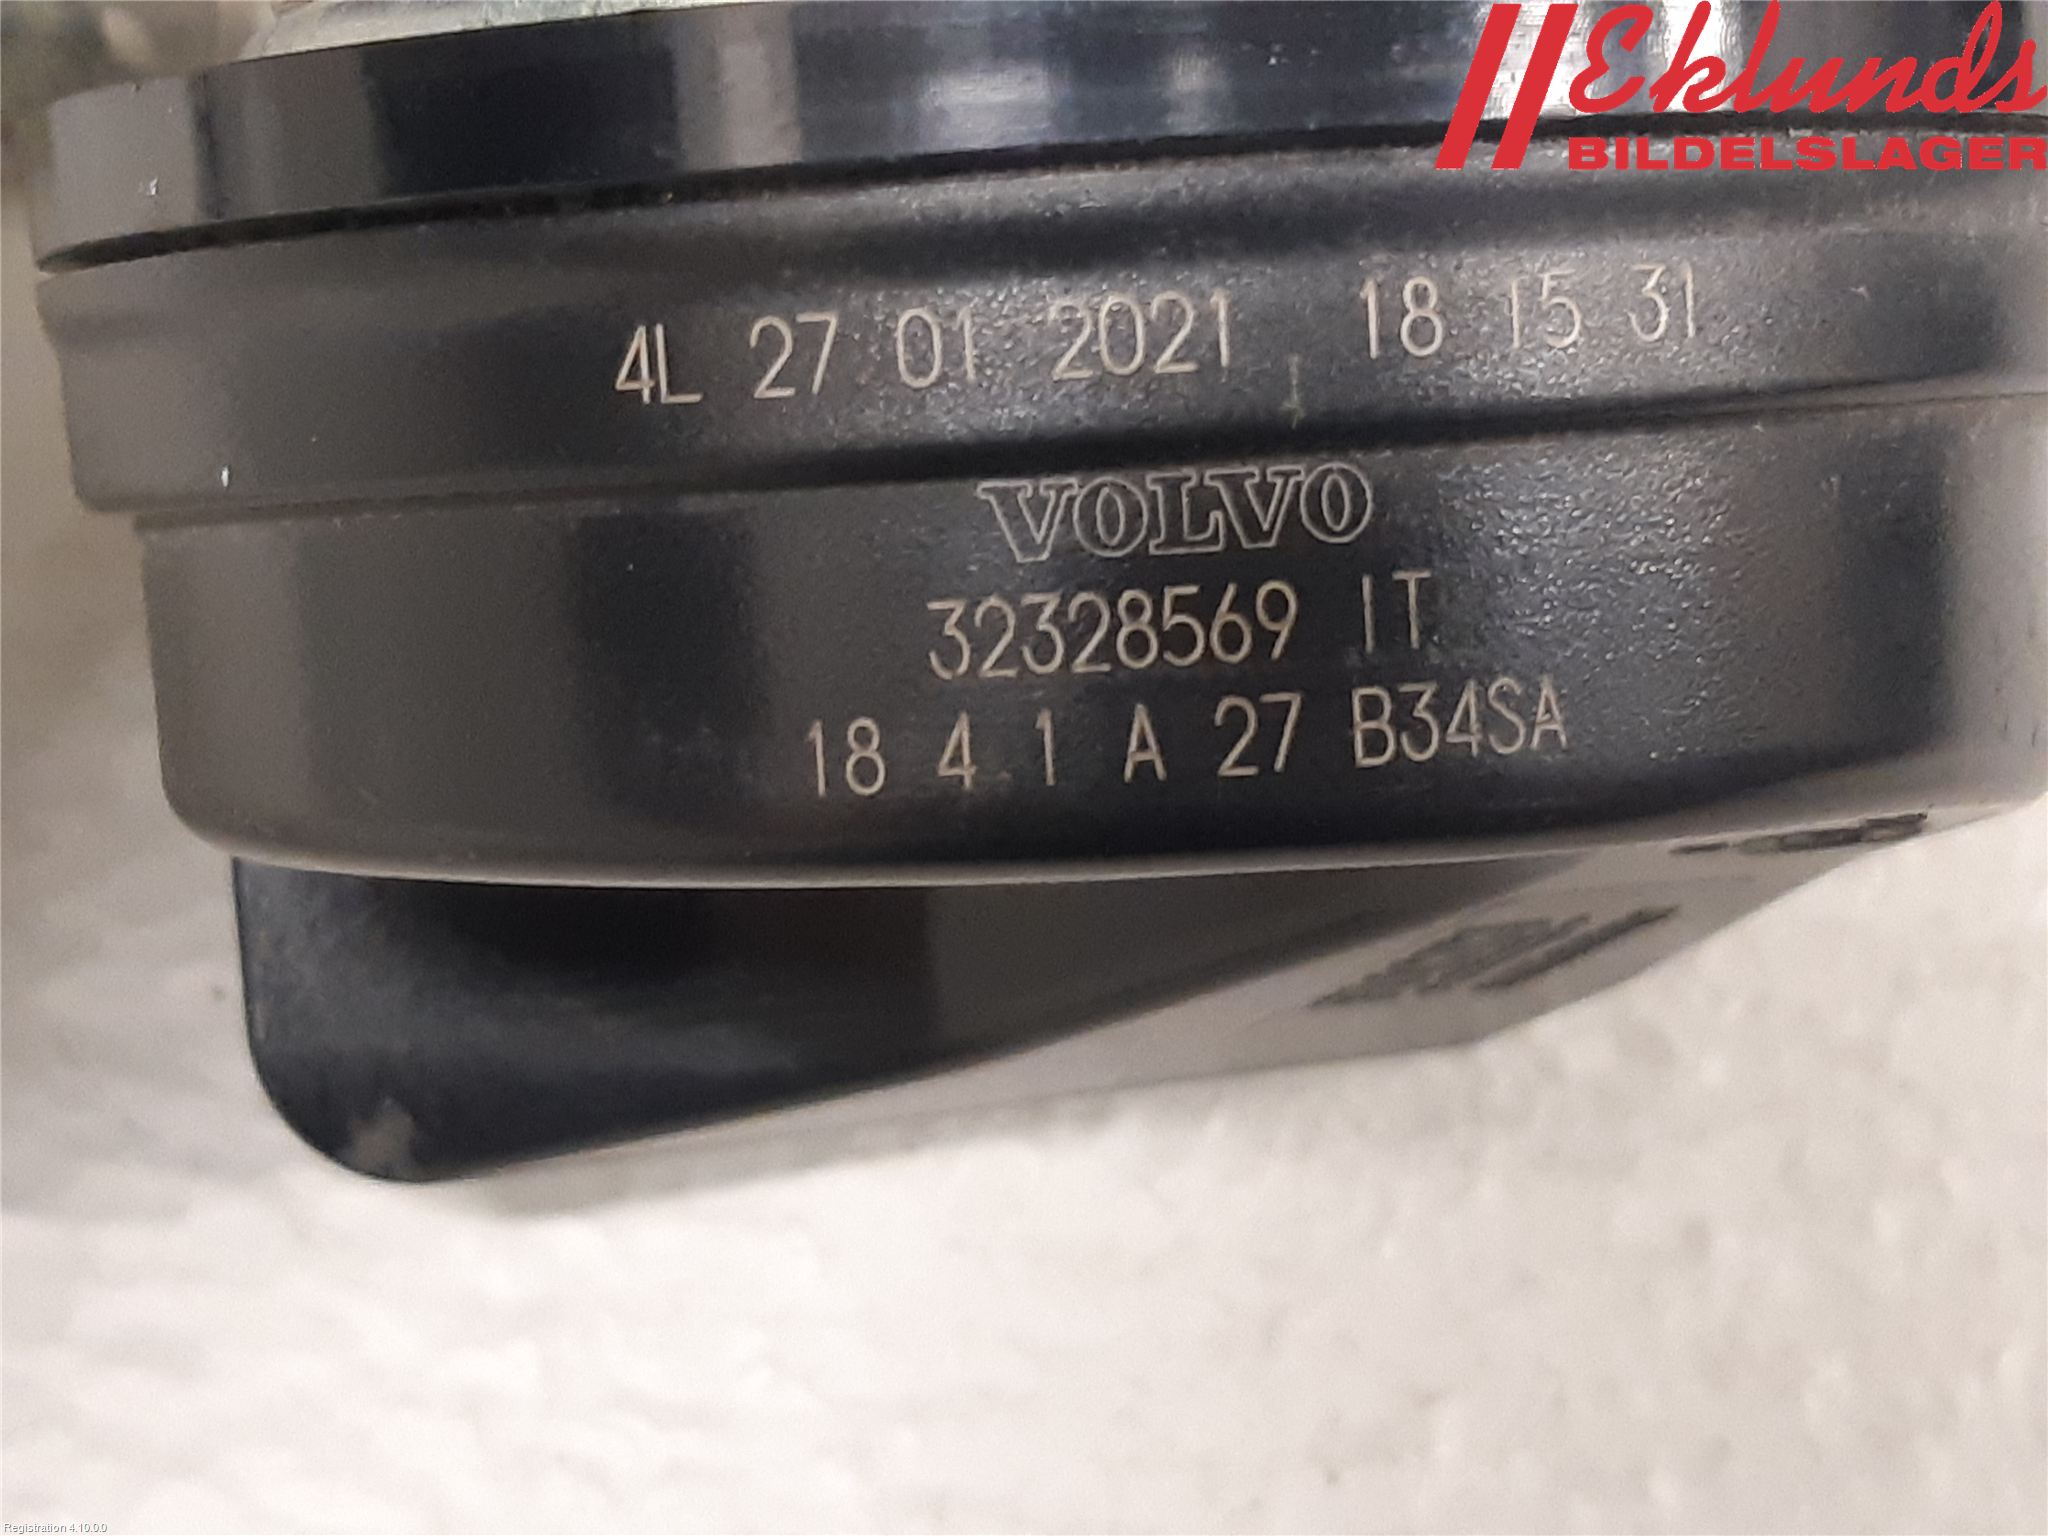 Eklunds
BILDELSLAGER
4L 27 01 2021 18 15 31
VOLVO
32328569 IT
18 4 1 A 27 B34SA
Registration 4.10.0.0